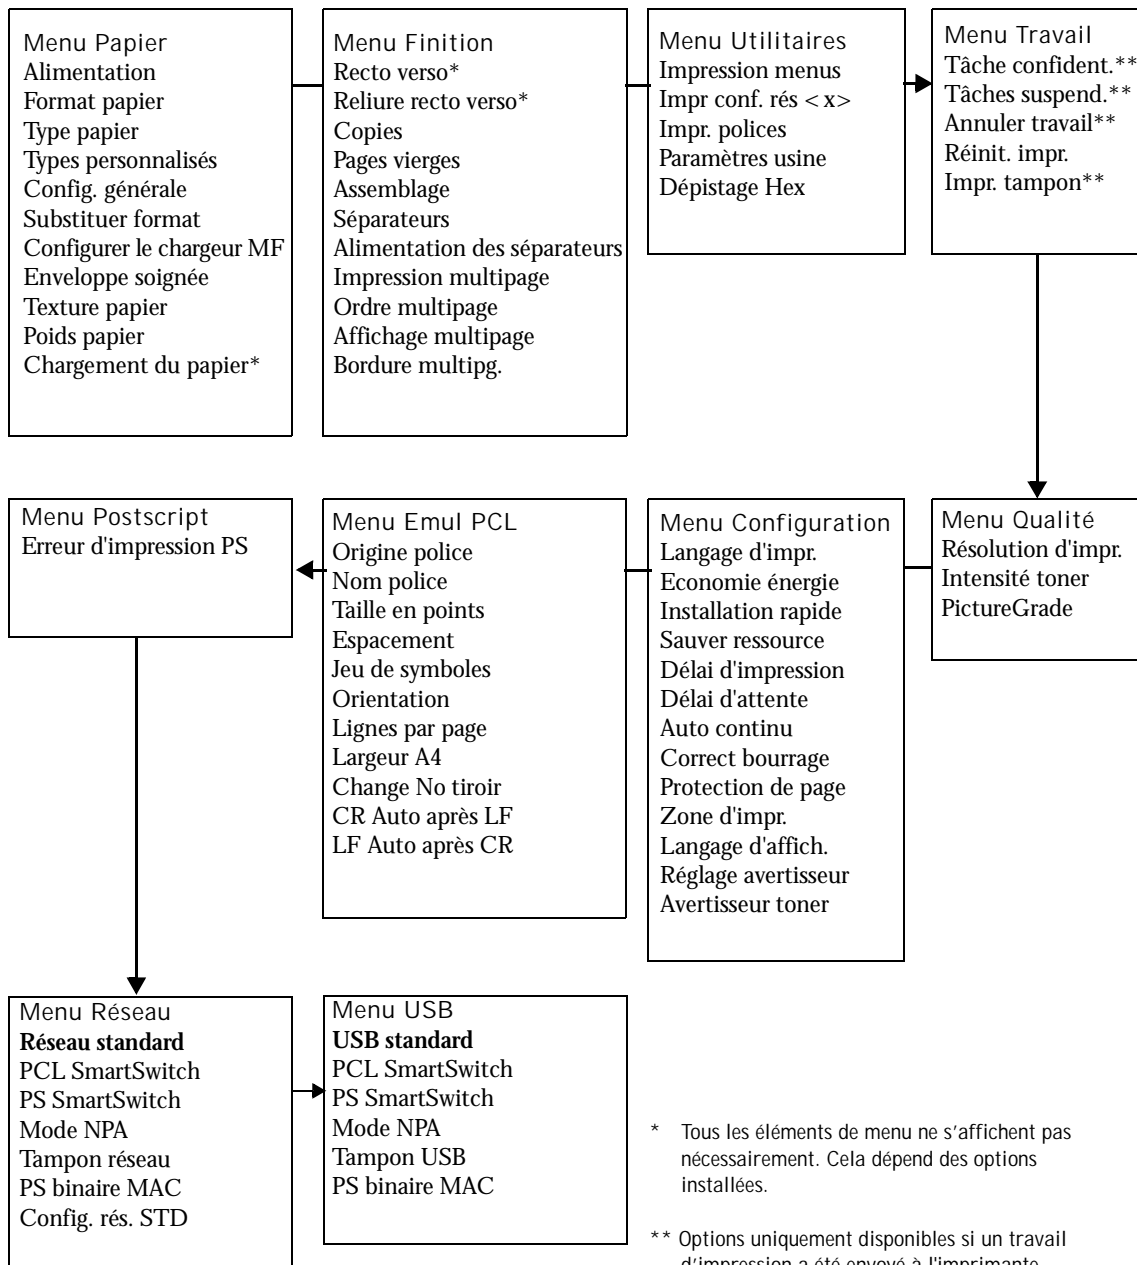 Menu Papier
Alimentation
Format papier
Type papier
Types personnalisés
Config. générale
Substituer format
Configurer le chargeur MF
Enveloppe soignée
Texture papier
Poids papier
Chargement du papier*
Menu Finition
Recto verso*
Reliure recto verso*
Copies
Pages vierges
Assemblage
Séparateurs
Alimentation des séparateurs
Impression multipage
Ordre multipage
Affichage multipage
Bordure multipg.
Menu Utilitaires
Impression menus
Impr conf. rés <x>
Impr. polices
Paramètres usine
Dépistage Hex
Menu Travail
Tâche confident.**
Tâches suspend.**
Annuler travail**
Réinit. impr.
Impr. tampon**
Menu Postscript
Erreur d'impression PS
Menu Emul PCL
Origine police
Nom police
Taille en points
Espacement
Jeu de symboles
Orientation
Lignes par page
Largeur A4
Change No tiroir
CR Auto après LF
LF Auto après CR
Menu Configuration
Langage d'impr.
Economie énergie
Installation rapide
Sauver ressource
Délai d'impression
Délai d'attente
Auto continu
Correct bourrage
Protection de page
Zone d'impr.
Langage d'affich.
Réglage avertisseur
Avertisseur toner
Menu Qualité
Résolution d'impr.
Intensité toner
PictureGrade
Menu Réseau
Réseau standard
PCL SmartSwitch
PS SmartSwitch
Mode NPA
Tampon réseau
PS binaire MAC
Config. rés. STD
Menu USB
USB standard
PCL SmartSwitch
PS SmartSwitch
Mode NPA
Tampon USB
PS binaire MAC
* Tous les éléments de menu ne s'affichent pas
nécessairement. Cela dépend des options
installées.
** Options uniquement disponibles si un travail
d'impression a été envoyé à l'imprimante